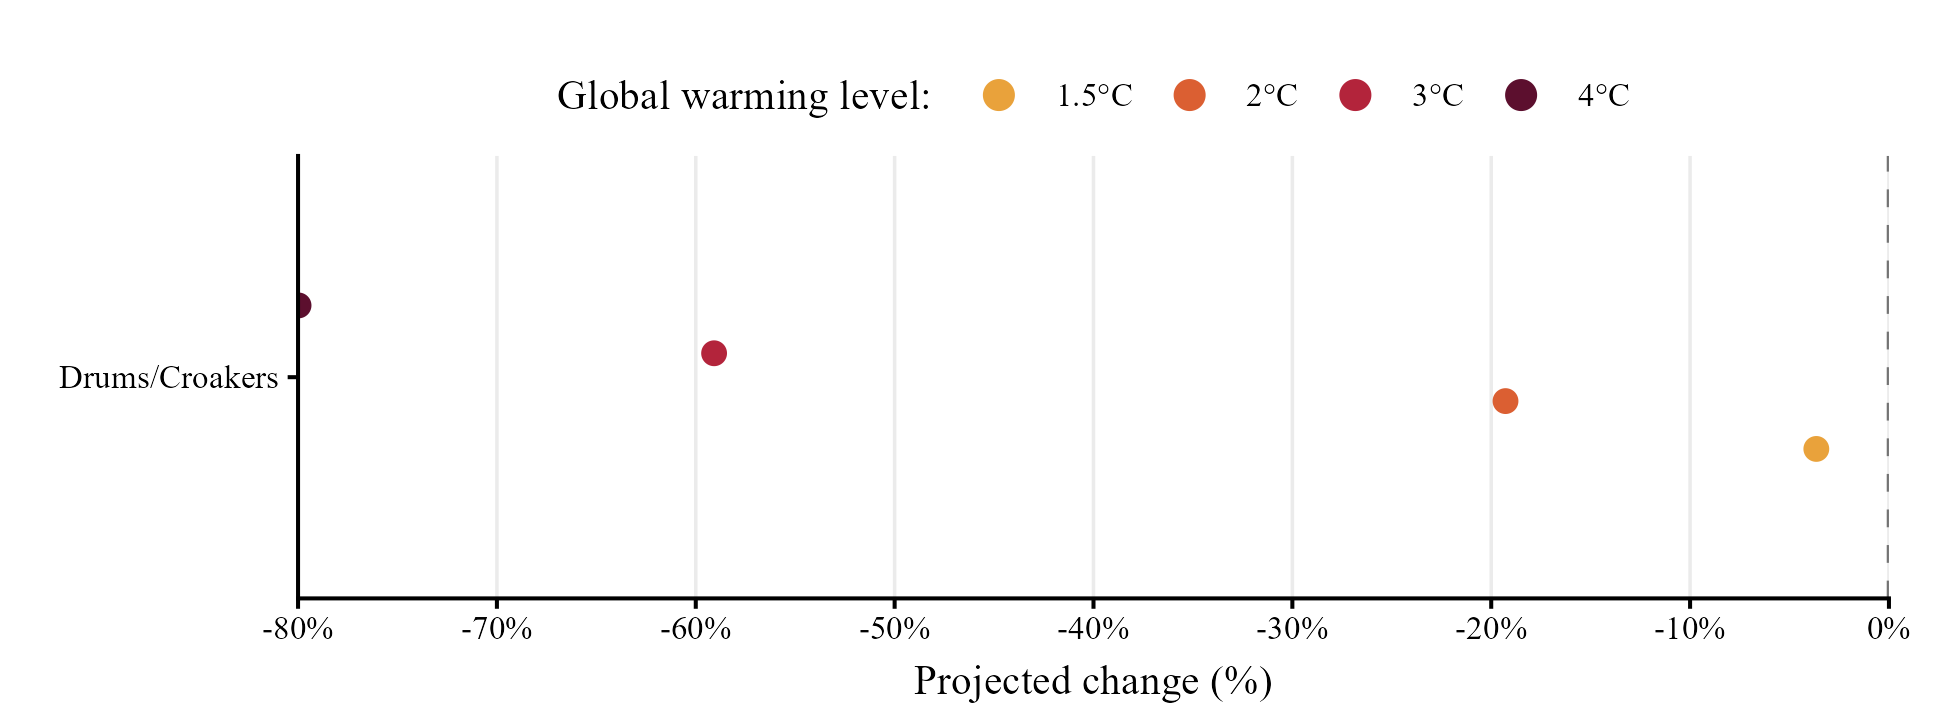 Global warming level: 1.5°C 2°C 3°C 4°C
Drums/Croakers
-80% -70% -60% -50% -40% -30% -20% -10% 0%
Projected change (%)